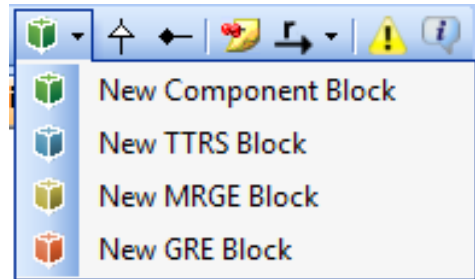 r
New Component Block
New TTRS Block
New MRGE Block
New GRE Block